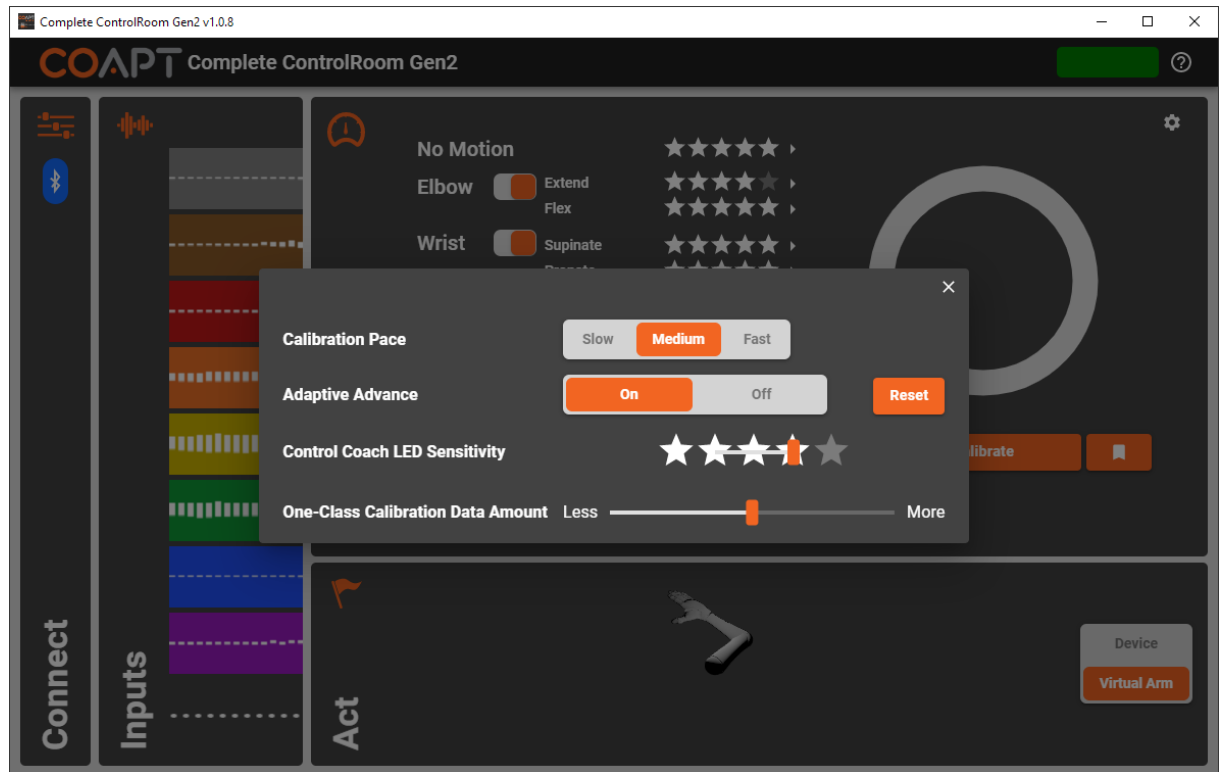 Complete ControlRoom Gen2 v1.0.8
COAPT Complete ControlRoom Gen2
No Motion
Elbow Extend
Flex
Wrist Supinate
Pronate
Calibration Pace Slow Medium Fast
Adaptive Advance On Off Reset
Control Coach LED Sensitivity
librate
One-Class Calibration Data Amount Less More
Connect
Inputs
Act
Device
Virtual Arm